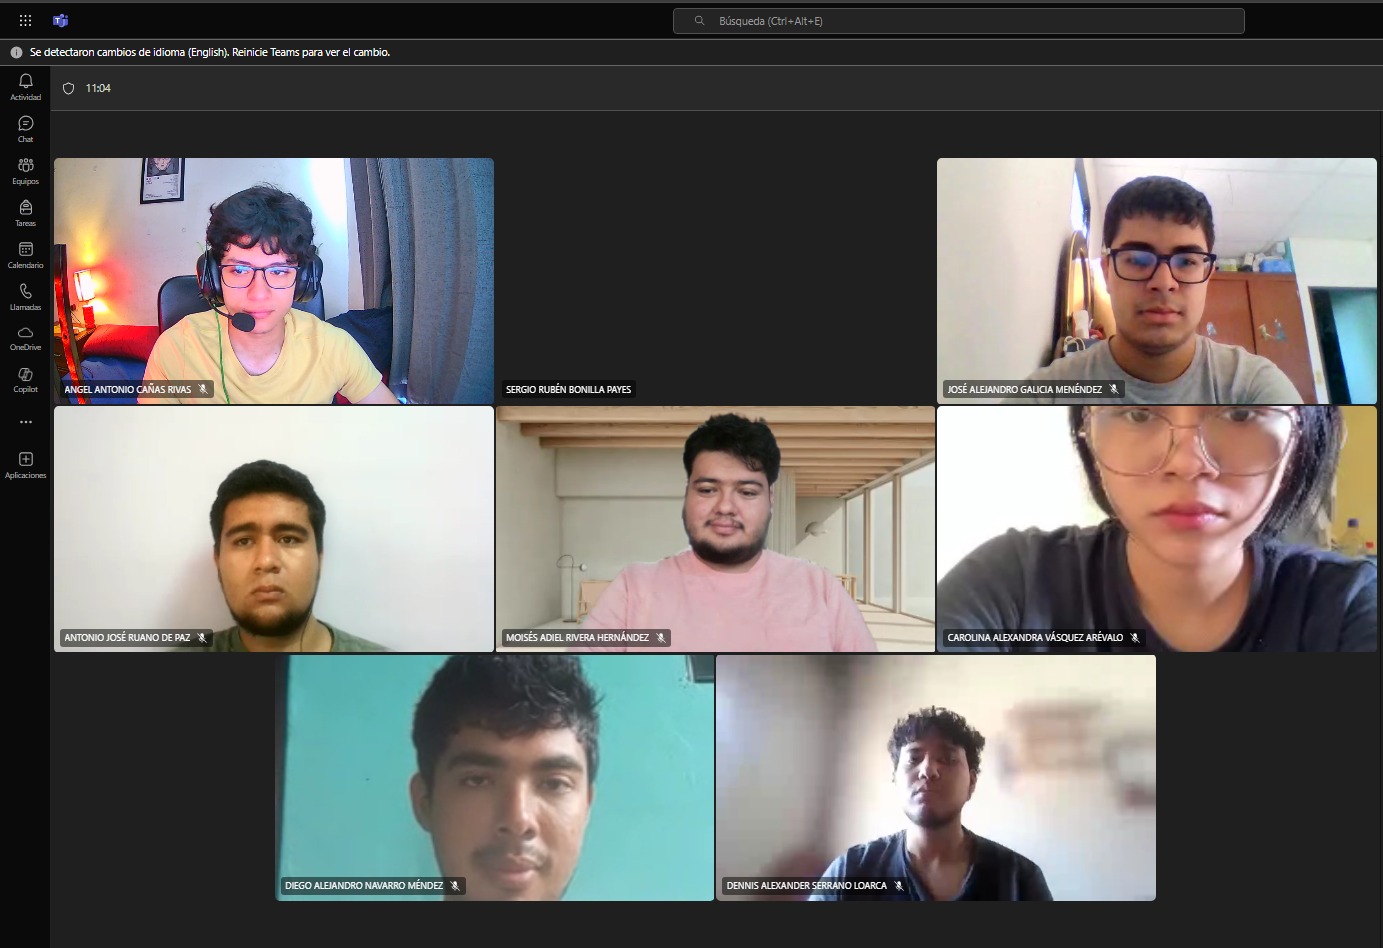 Búsqueda (Ctrl+Alt+E)
Se detectaron cambios de idioma (English). Reinicie Teams para ver el cambio.
11:04
Actividad
Chat
Equipos
Tareas
Calendario
Llamadas
OneDrive
Copilot
Aplicaciones
ANGEL ANTONIO CAÑAS RIVAS
SERGIO RUBÉN BONILLA PAYES
JOSÉ ALEJANDRO GALICIA MENÉNDEZ
ANTONIO JOSÉ RUANO DE PAZ
MOISÉS ADIEL RIVERA HERNÁNDEZ
CAROLINA ALEXANDRA VÁSQUEZ ARÉVALO
DIEGO ALEJANDRO NAVARRO MÉNDEZ
DENNIS ALEXANDER SERRANO LOARCA